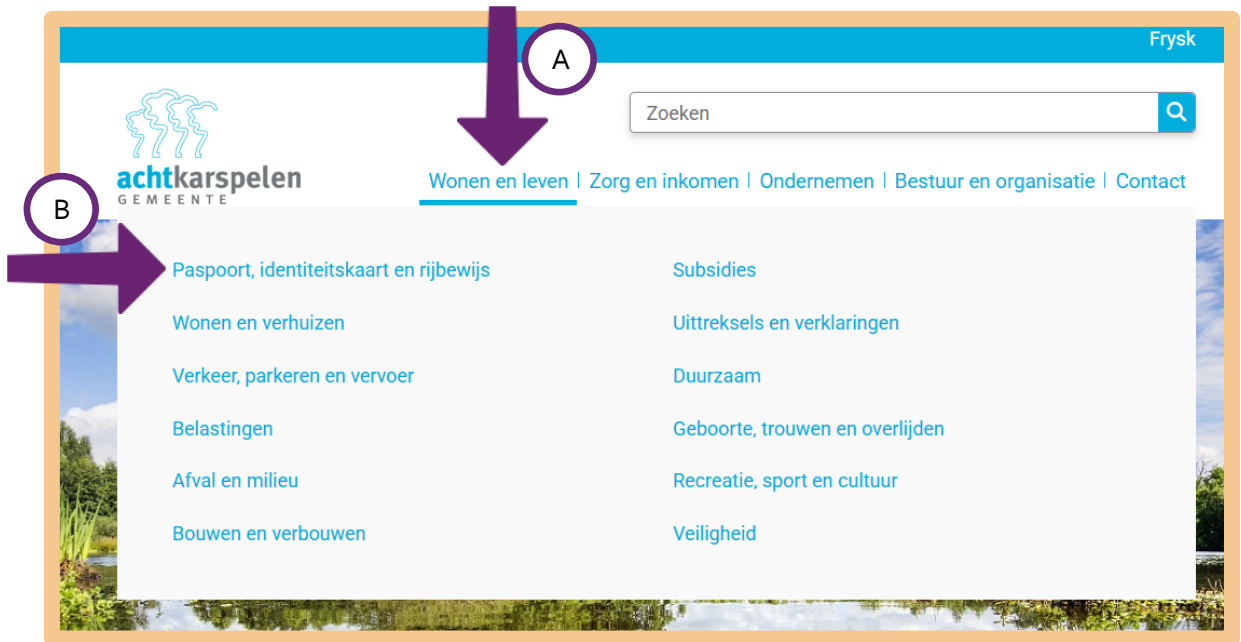 A
Frysk
Zoeken
achtkarspelen
GEMEENTE
Wonen en leven | Zorg en inkomen | Ondernemen | Bestuur en organisatie | Contact
B
Paspoort, identiteitskaart en rijbewijs
Subsidies
Wonen en verhuizen
Uittreksels en verklaringen
Verkeer, parkeren en vervoer
Duurzaam
Belastingen
Geboorte, trouwen en overlijden
Afval en milieu
Recreatie, sport en cultuur
Bouwen en verbouwen
Veiligheid